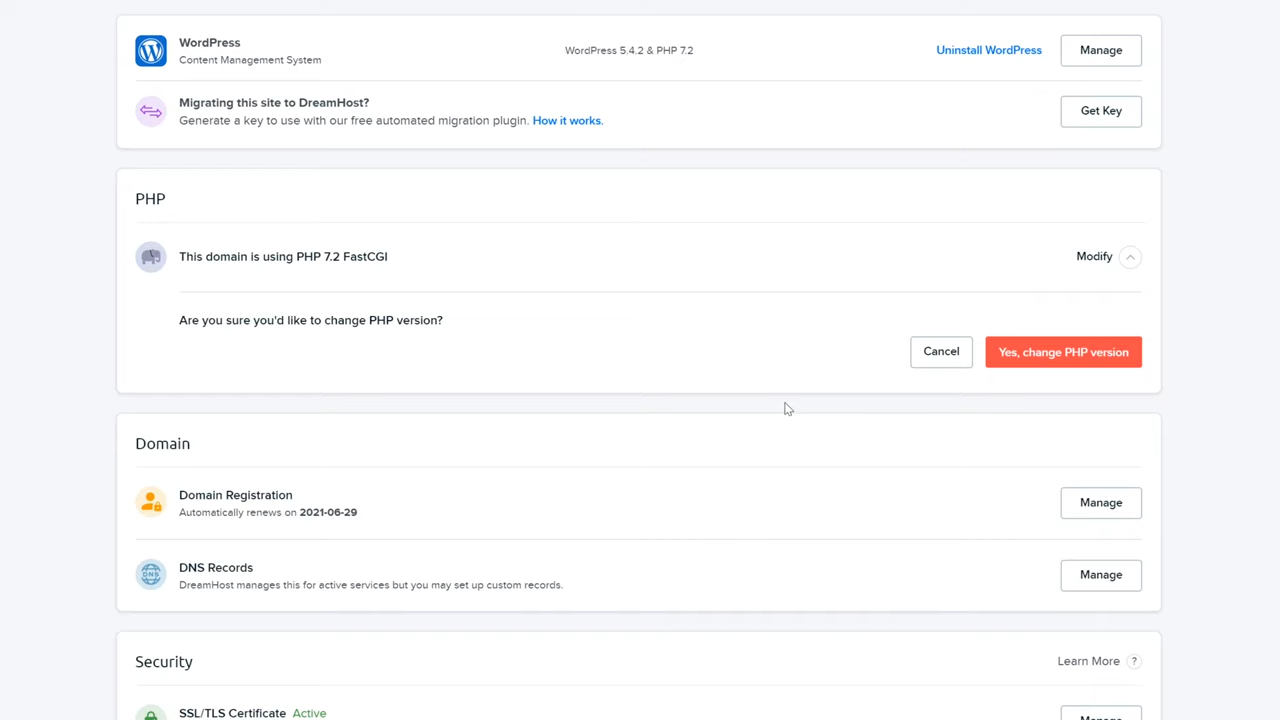 WordPress
Content Management System
WordPress 5.4.2 & PHP 7.2
Uninstall WordPress
Manage
Migrating this site to DreamHost?
Generate a key to use with our free automated migration plugin. How it works.
Get Key
PHP
This domain is using PHP 7.2 FastCGI
Modify
Are you sure you'd like to change PHP version?
Cancel
Yes, change PHP version
Domain
Domain Registration
Automatically renews on 2021-06-29
Manage
DNS Records
DreamHost manages this for active services but you may set up custom records.
DNS
Manage
Security
Learn More ?
SSL/TLS Certificate Active
Manage